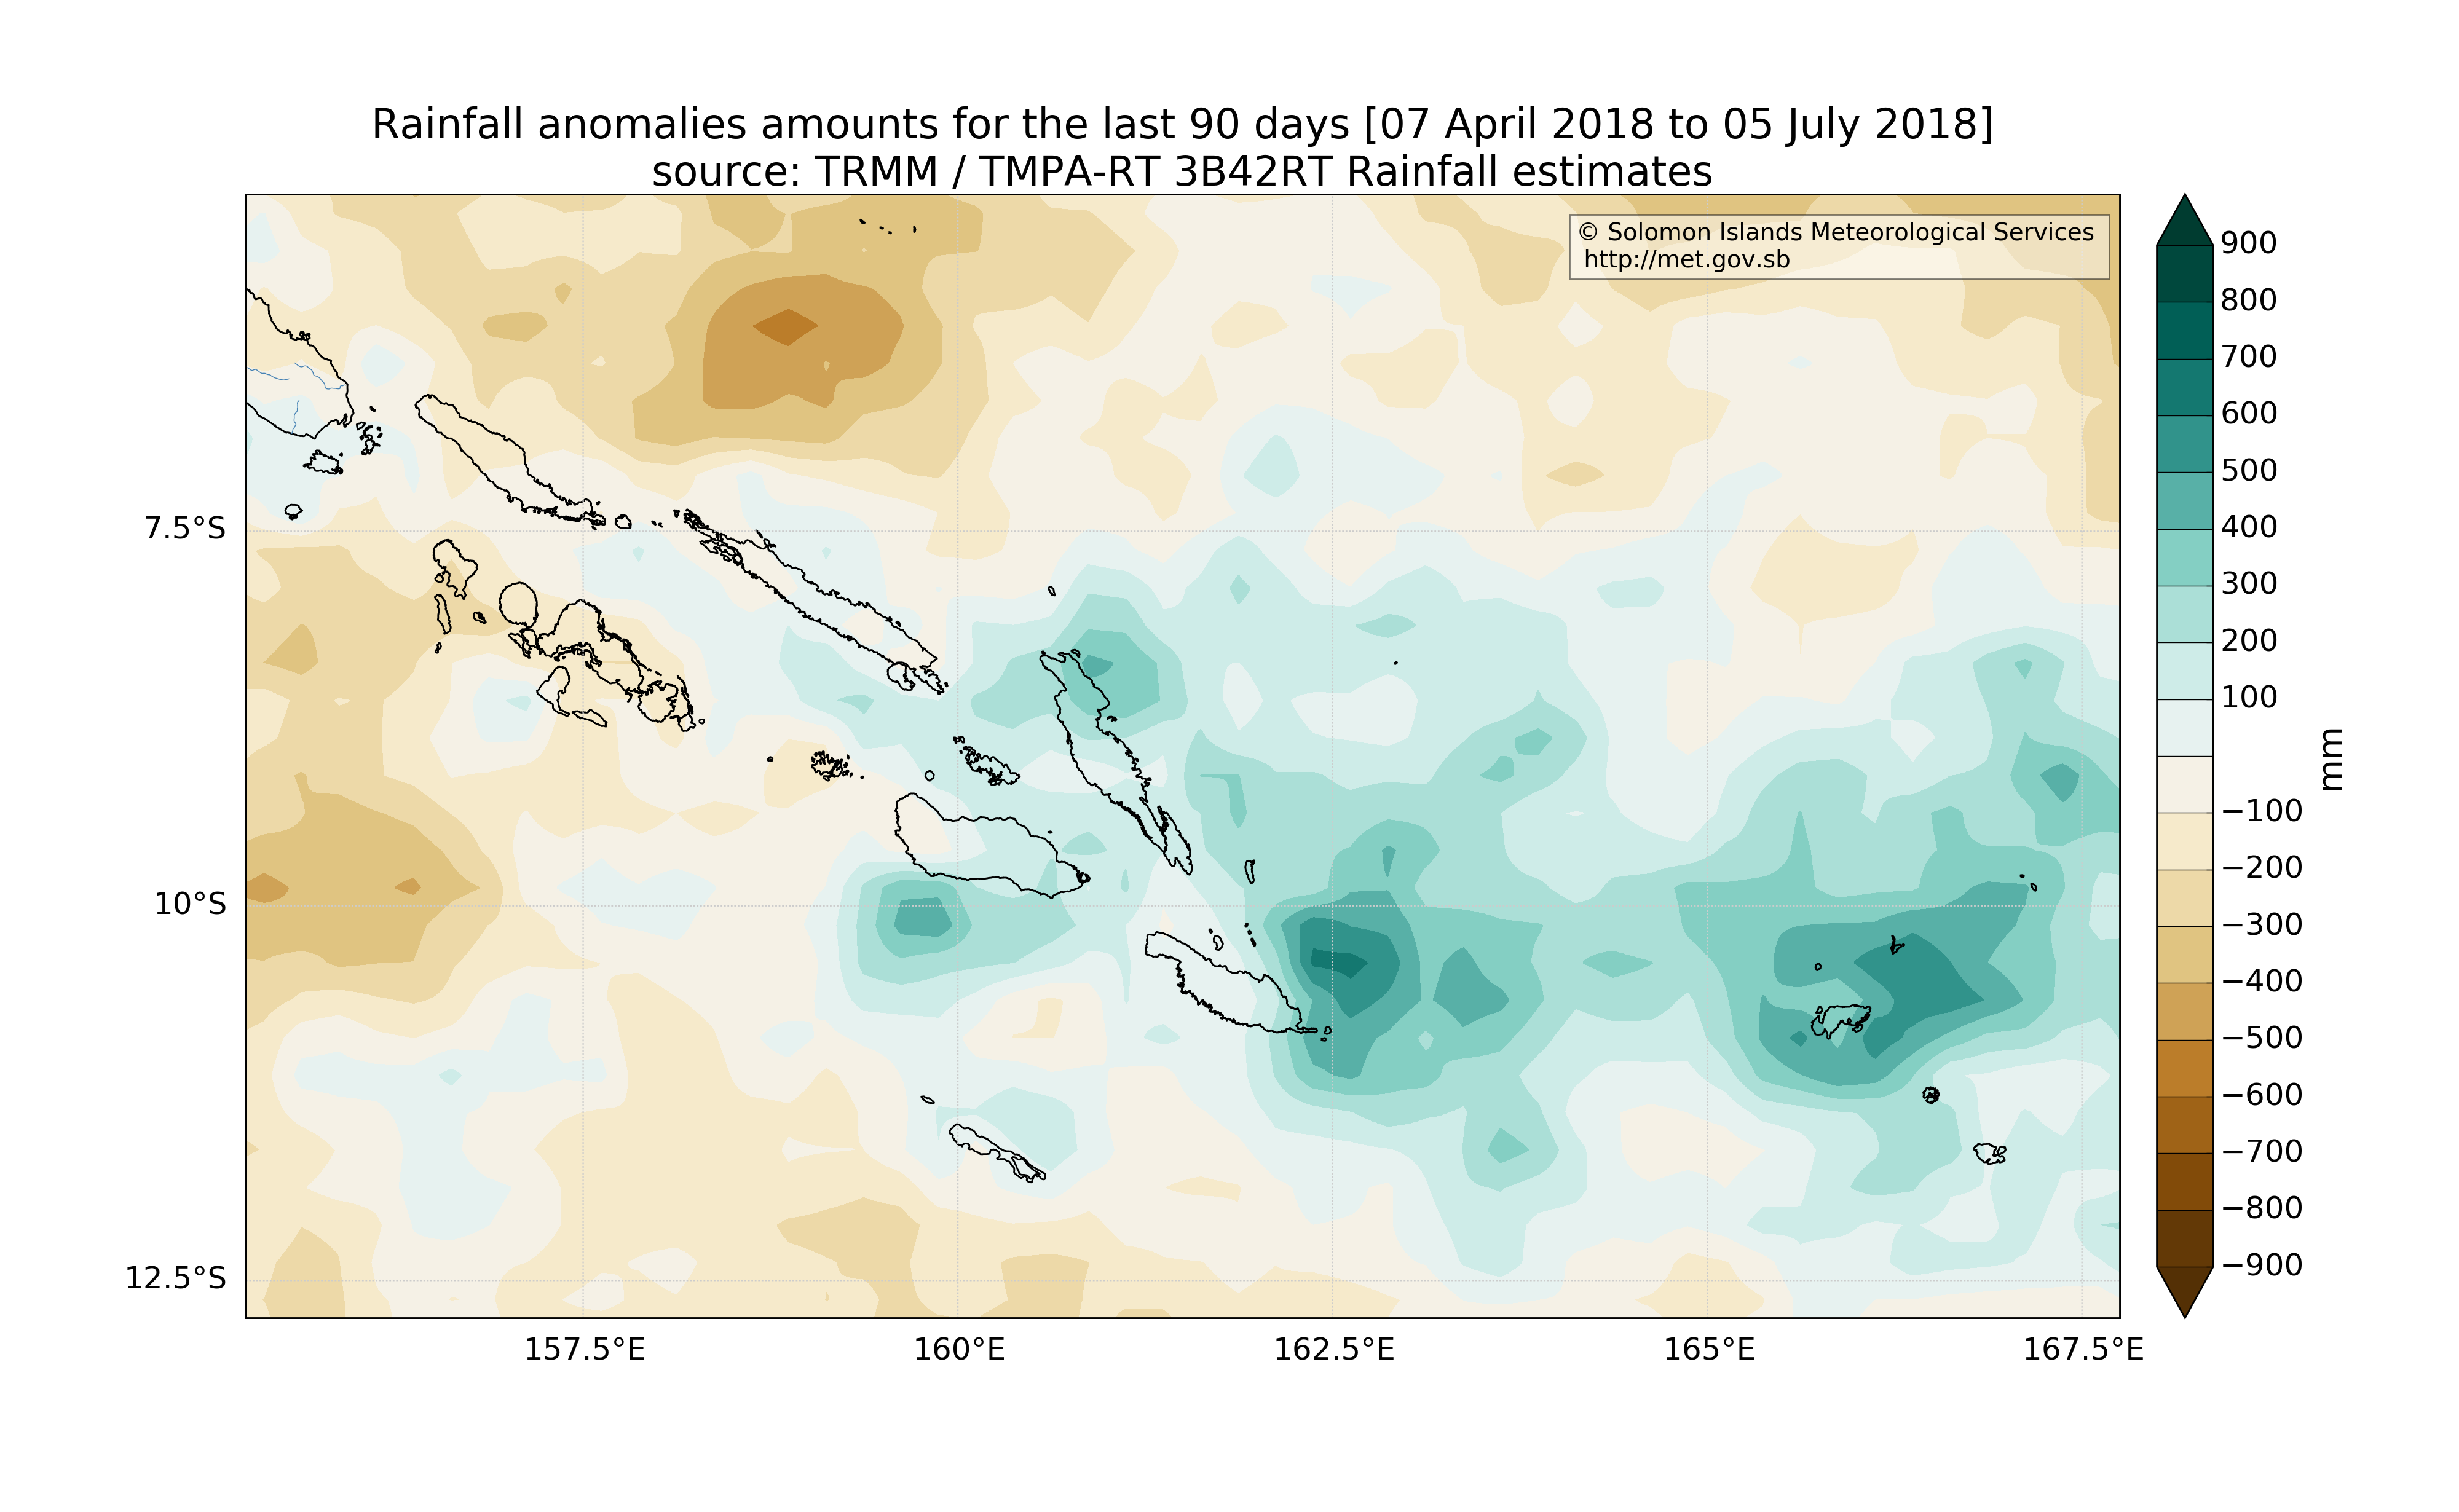 Rainfall anomalies amounts for the last 90 days [07 April 2018 to 05 July 2018]
source: TRMM / TMPA-RT 3B42RT Rainfall estimates
© Solomon Islands Meteorological Services
http://met.gov.sb
7.5°S
10°S
12.5°S
157.5°E
160°E
162.5°E
165°E
167.5°E
900
800
700
600
500
400
300
200
100
−100
−200
−300
−400
−500
−600
−700
−800
−900
mm